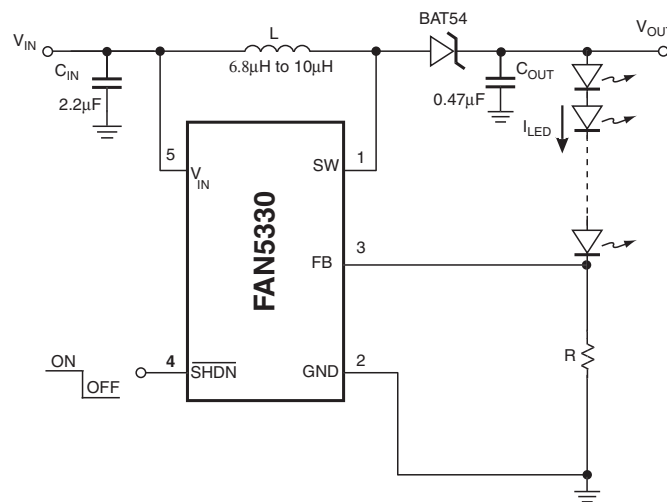 BAT54
V_IN
L
V_OUT
C_IN
6.8μH to 10μH
C_OUT
2.2μF
0.47μF
I_LED
5
1
V_IN
SW
FAN5330
3
FB
ON
4
2
OFF
SHDN
GND
R